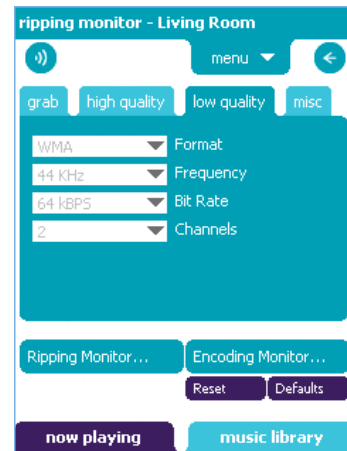 ripping monitor - Living Room
menu
grab high quality low quality misc
WMA Format
44 KHz Frequency
64 kBPS Bit Rate
2 Channels
Ripping Monitor... Encoding Monitor...
Reset Defaults
now playing music library